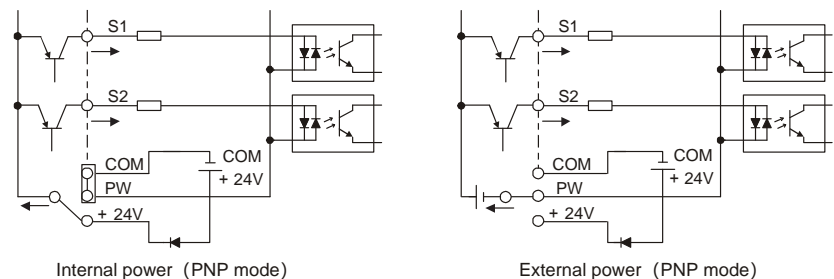 S1
S2
COM
COM
PW
+ 24V
+ 24V
Internal power（PNP mode）
S1
S2
COM
COM
PW
+ 24V
+ 24V
External power（PNP mode）